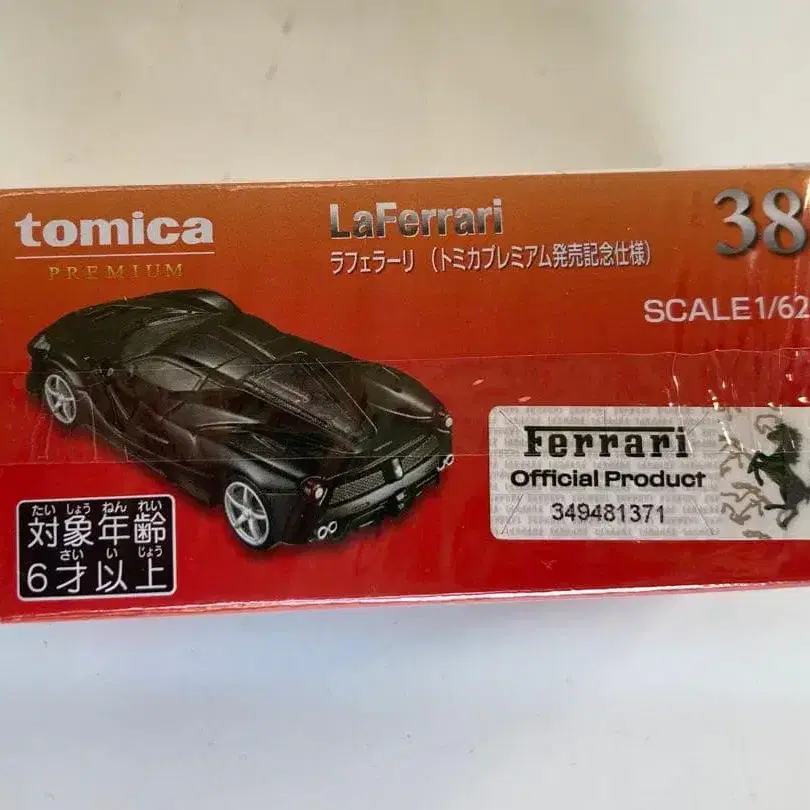 tomica
PREMIUM
LaFerrari
ラフェラーリ (トミカプレミアム発売記念仕様)
38
SCALE 1/62
Ferrari
Official Product
349481371
たい しょう ねん れい
対象年齢
さい い じょう
6才以上